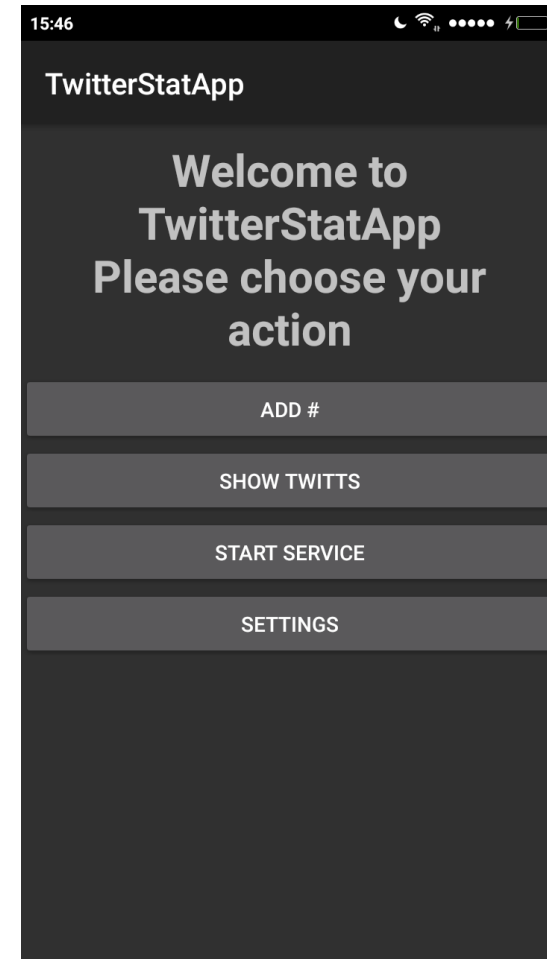 15:46
TwitterStatApp
Welcome to
TwitterStatApp
Please choose your
action
ADD #
SHOW TWITTS
START SERVICE
SETTINGS